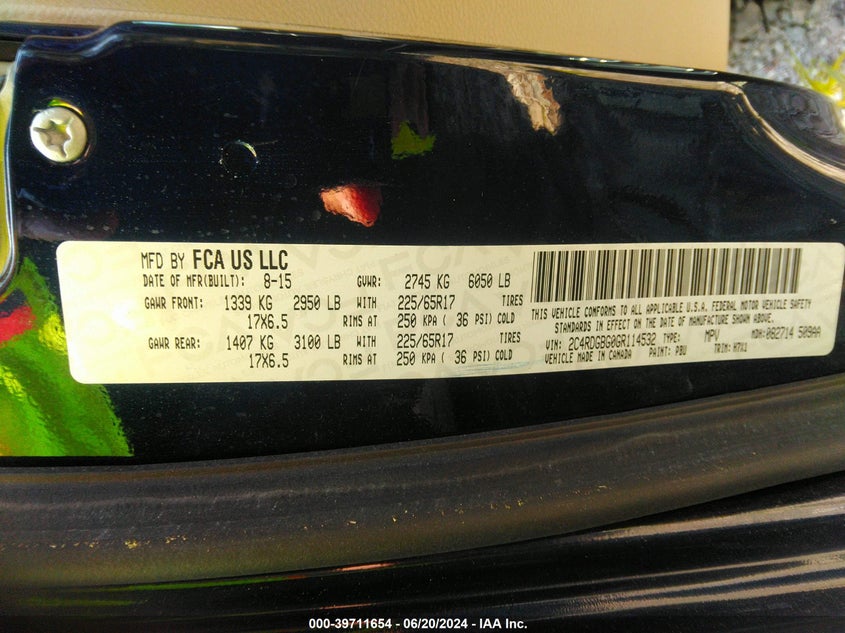 MFD BY FCA US LLC
DATE OF MFR(BUILT): 8-15 GVWR: 2745 KG 6050 LB
GAWR FRONT: 1339 KG 2950 LB WITH 225/65R17 TIRES
17X6.5 RIMS AT 250 KPA ( 36 PSI) COLD
GAWR REAR: 1407 KG 3100 LB WITH 225/65R17 TIRES
17X6.5 RIMS AT 250 KPA ( 36 PSI) COLD
THIS VEHICLE CONFORMS TO ALL APPLICABLE U.S.A. FEDERAL MOTOR VEHICLE SAFETY
STANDARDS IN EFFECT ON THE DATE OF MANUFACTURE SHOWN ABOVE.
VIN: 2C4RDGBG0GR114532 TYPE: MPV MDH: 082714 509AA
VEHICLE MADE IN CANADA PAINT: PBU TRIM:
000-39711654 - 06/20/2024 - IAA Inc.